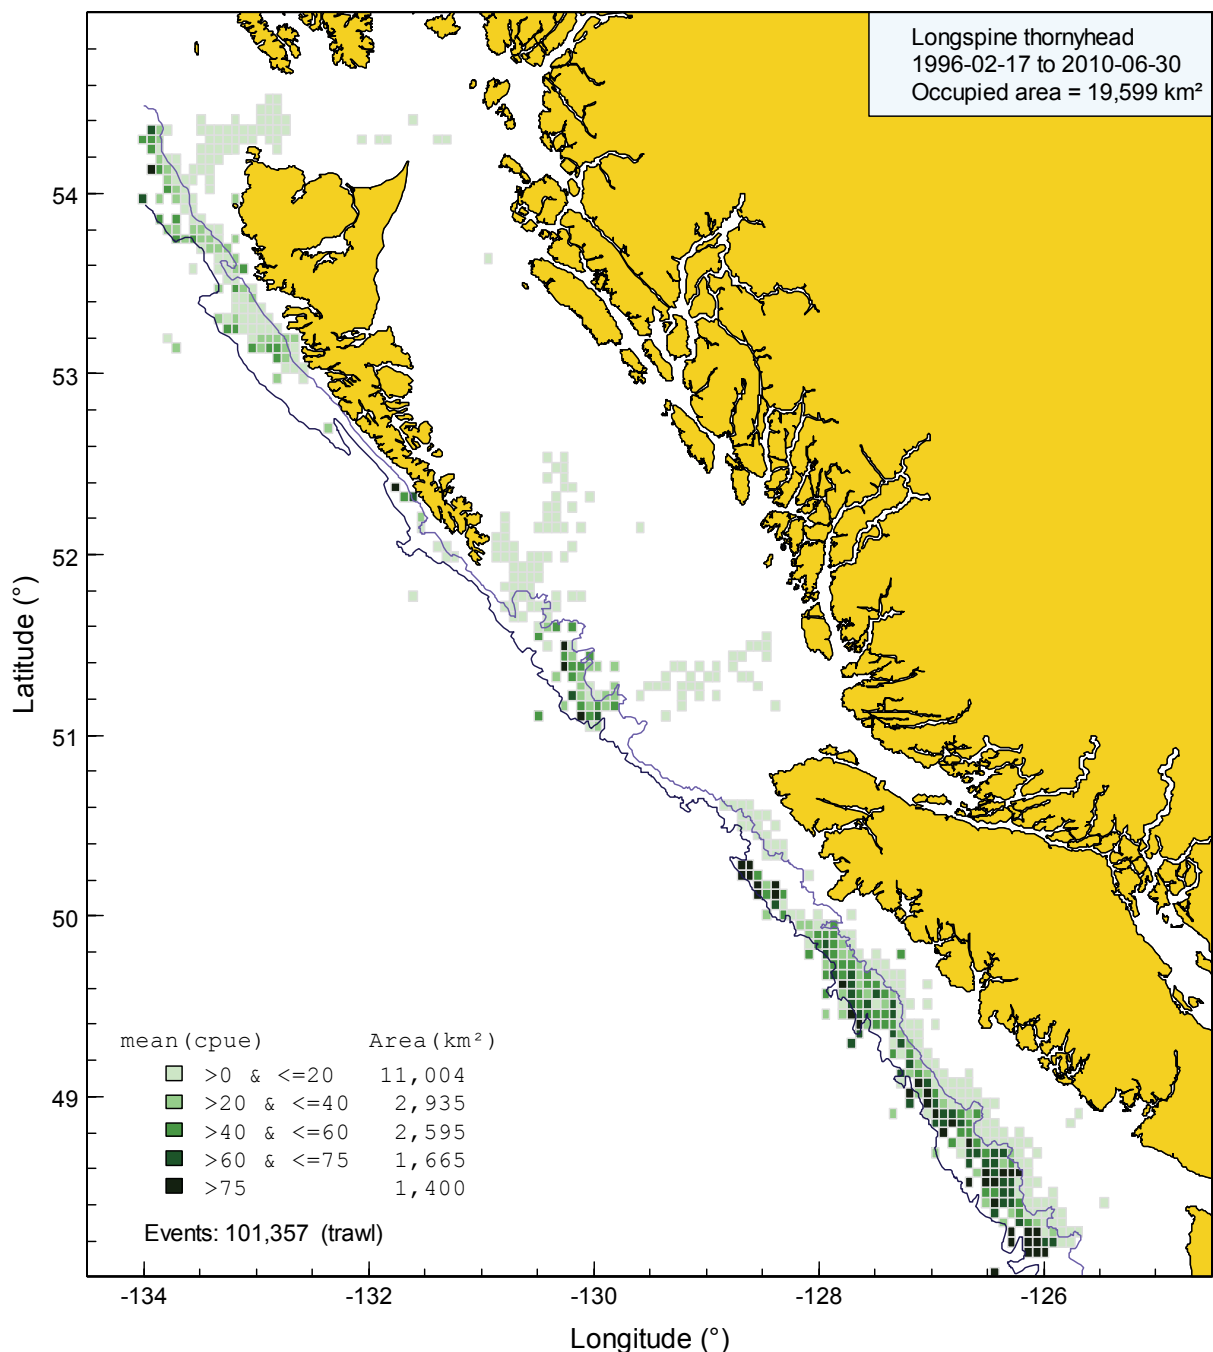 Longspine thornyhead
1996-02-17 to 2010-06-30
Occupied area = 19,599 km²
54
53
52
51
50
49
Latitude (°)
mean(cpue) Area(km²)
>0 & <=20 11,004
>20 & <=40 2,935
>40 & <=60 2,595
>60 & <=75 1,665
>75 1,400
Events: 101,357 (trawl)
-134 -132 -130 -128 -126
Longitude (°)